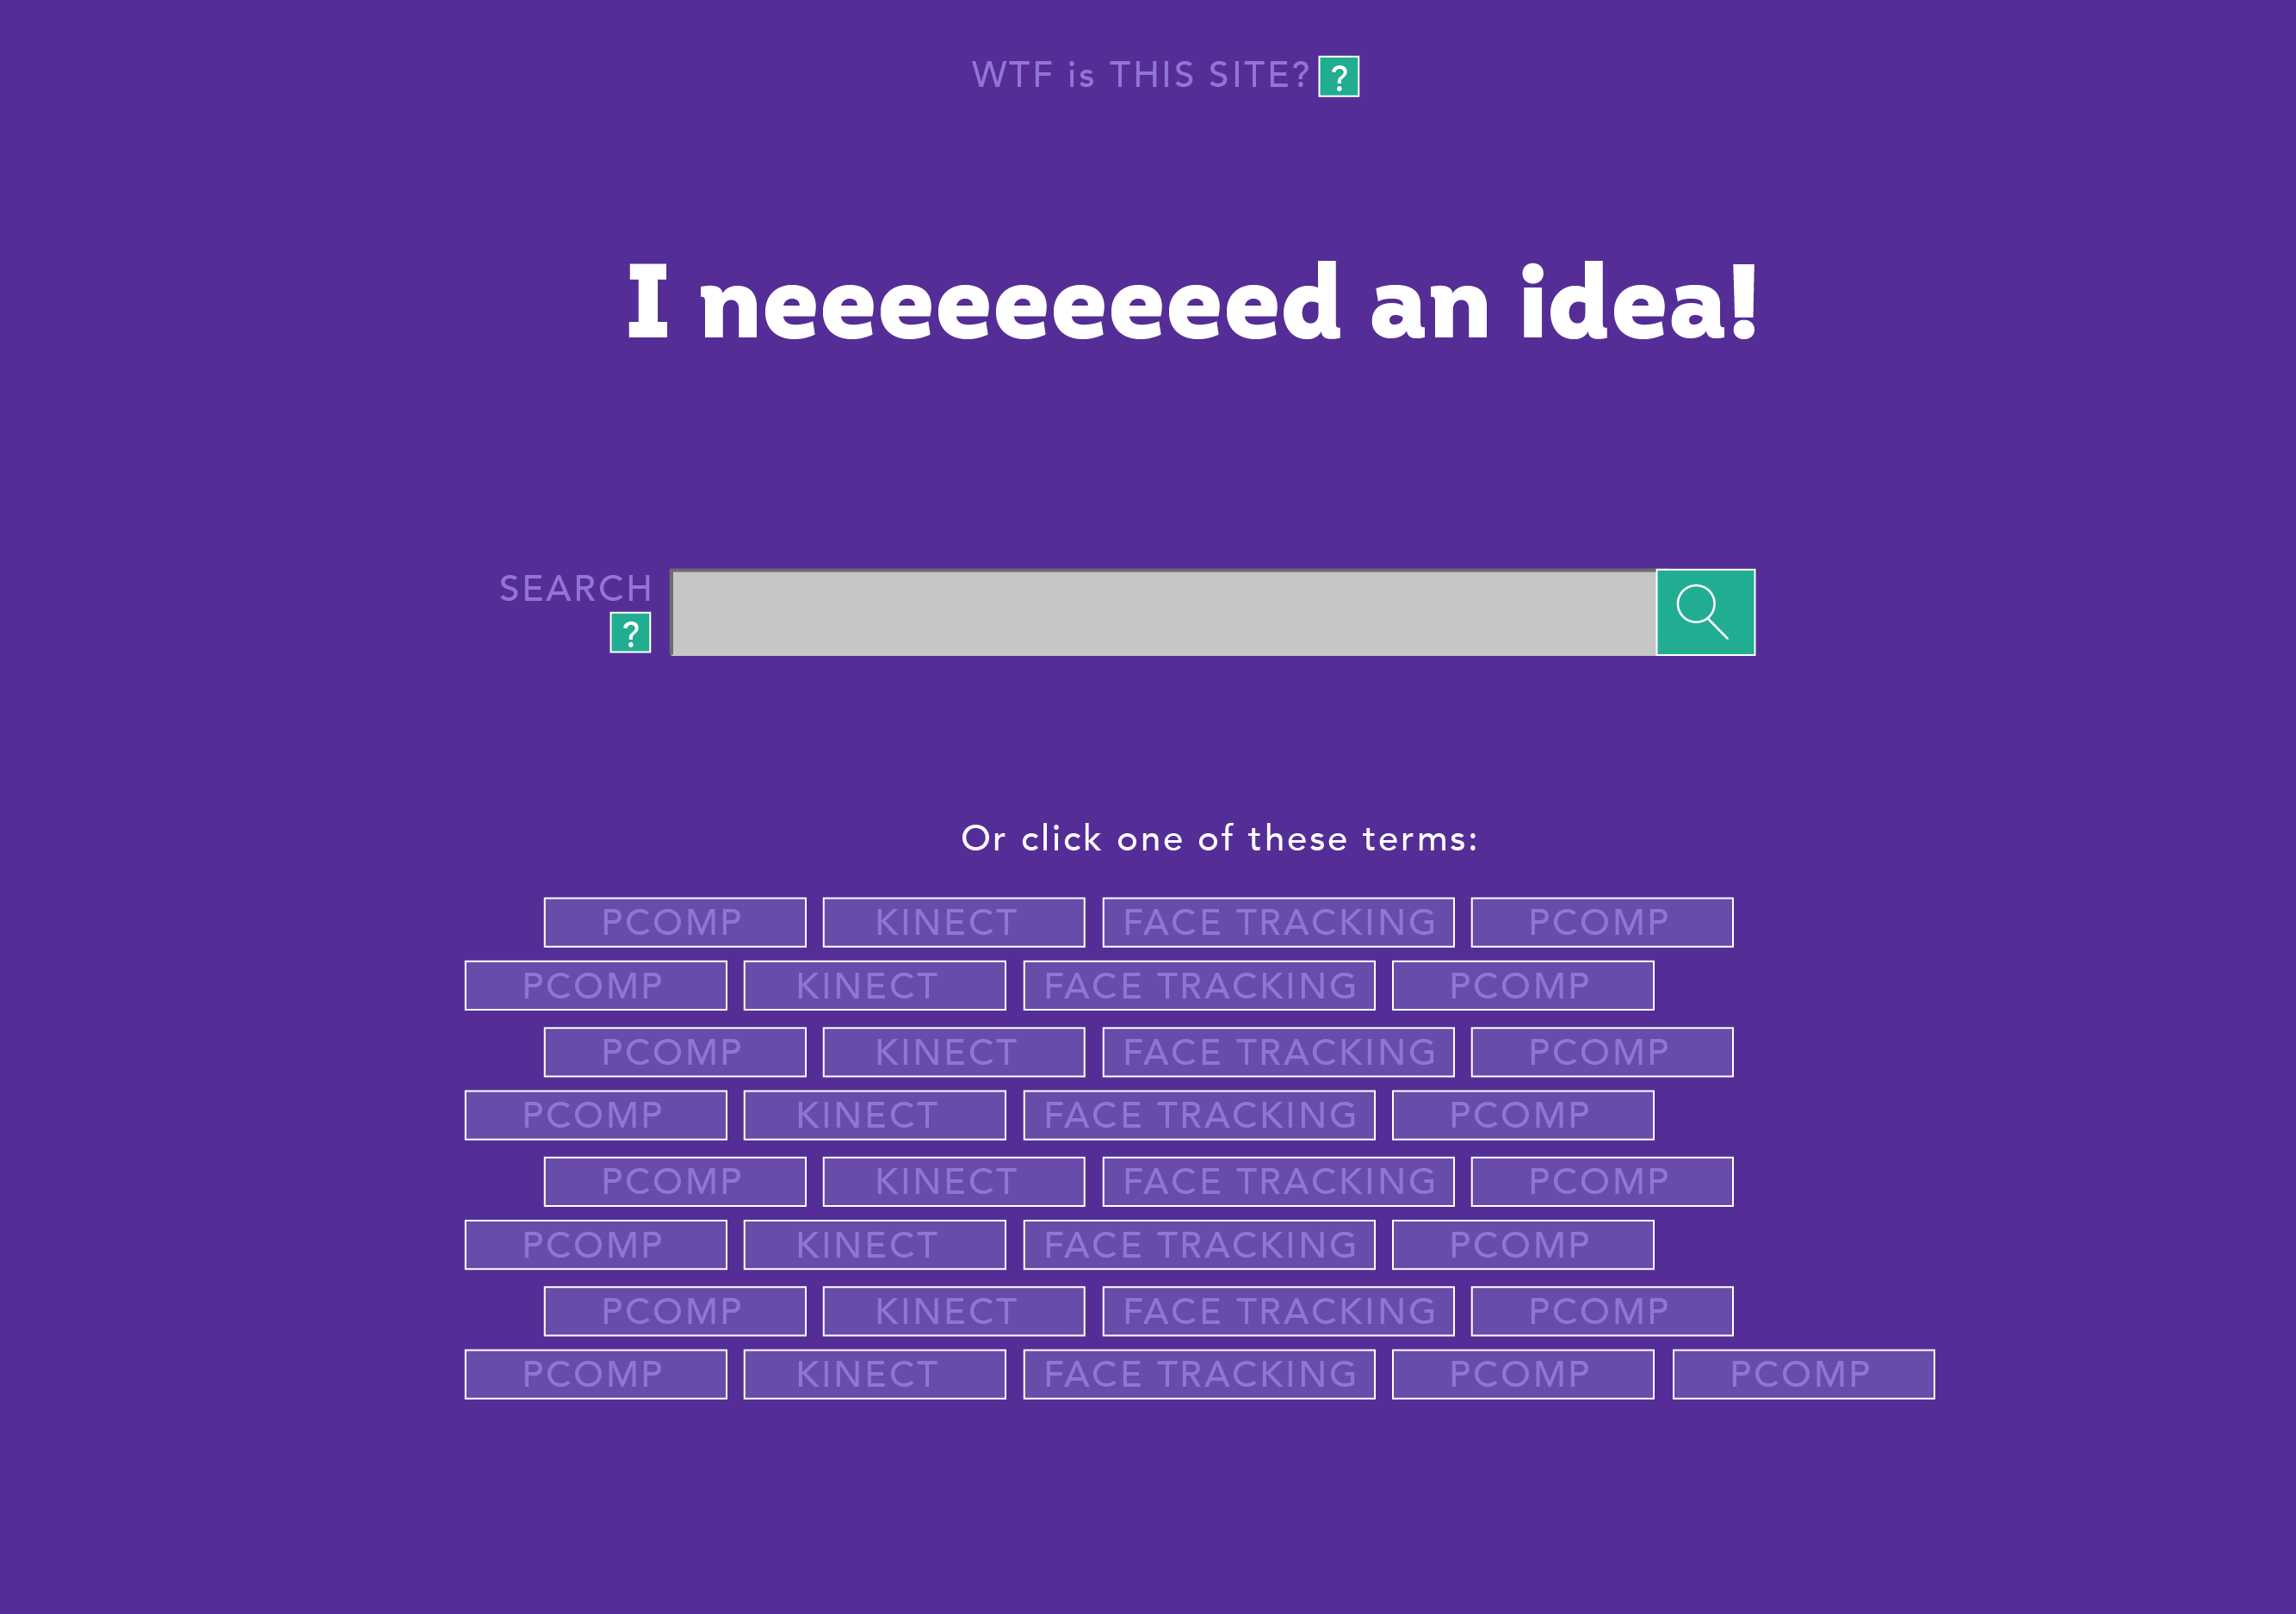 WTF is THIS SITE? ?
I neeeeeeeeed an idea!
SEARCH
?
Or click one of these terms:
PCOMP KINECT FACE TRACKING PCOMP
PCOMP KINECT FACE TRACKING PCOMP
PCOMP KINECT FACE TRACKING PCOMP
PCOMP KINECT FACE TRACKING PCOMP
PCOMP KINECT FACE TRACKING PCOMP
PCOMP KINECT FACE TRACKING PCOMP
PCOMP KINECT FACE TRACKING PCOMP
PCOMP KINECT FACE TRACKING PCOMP PCOMP